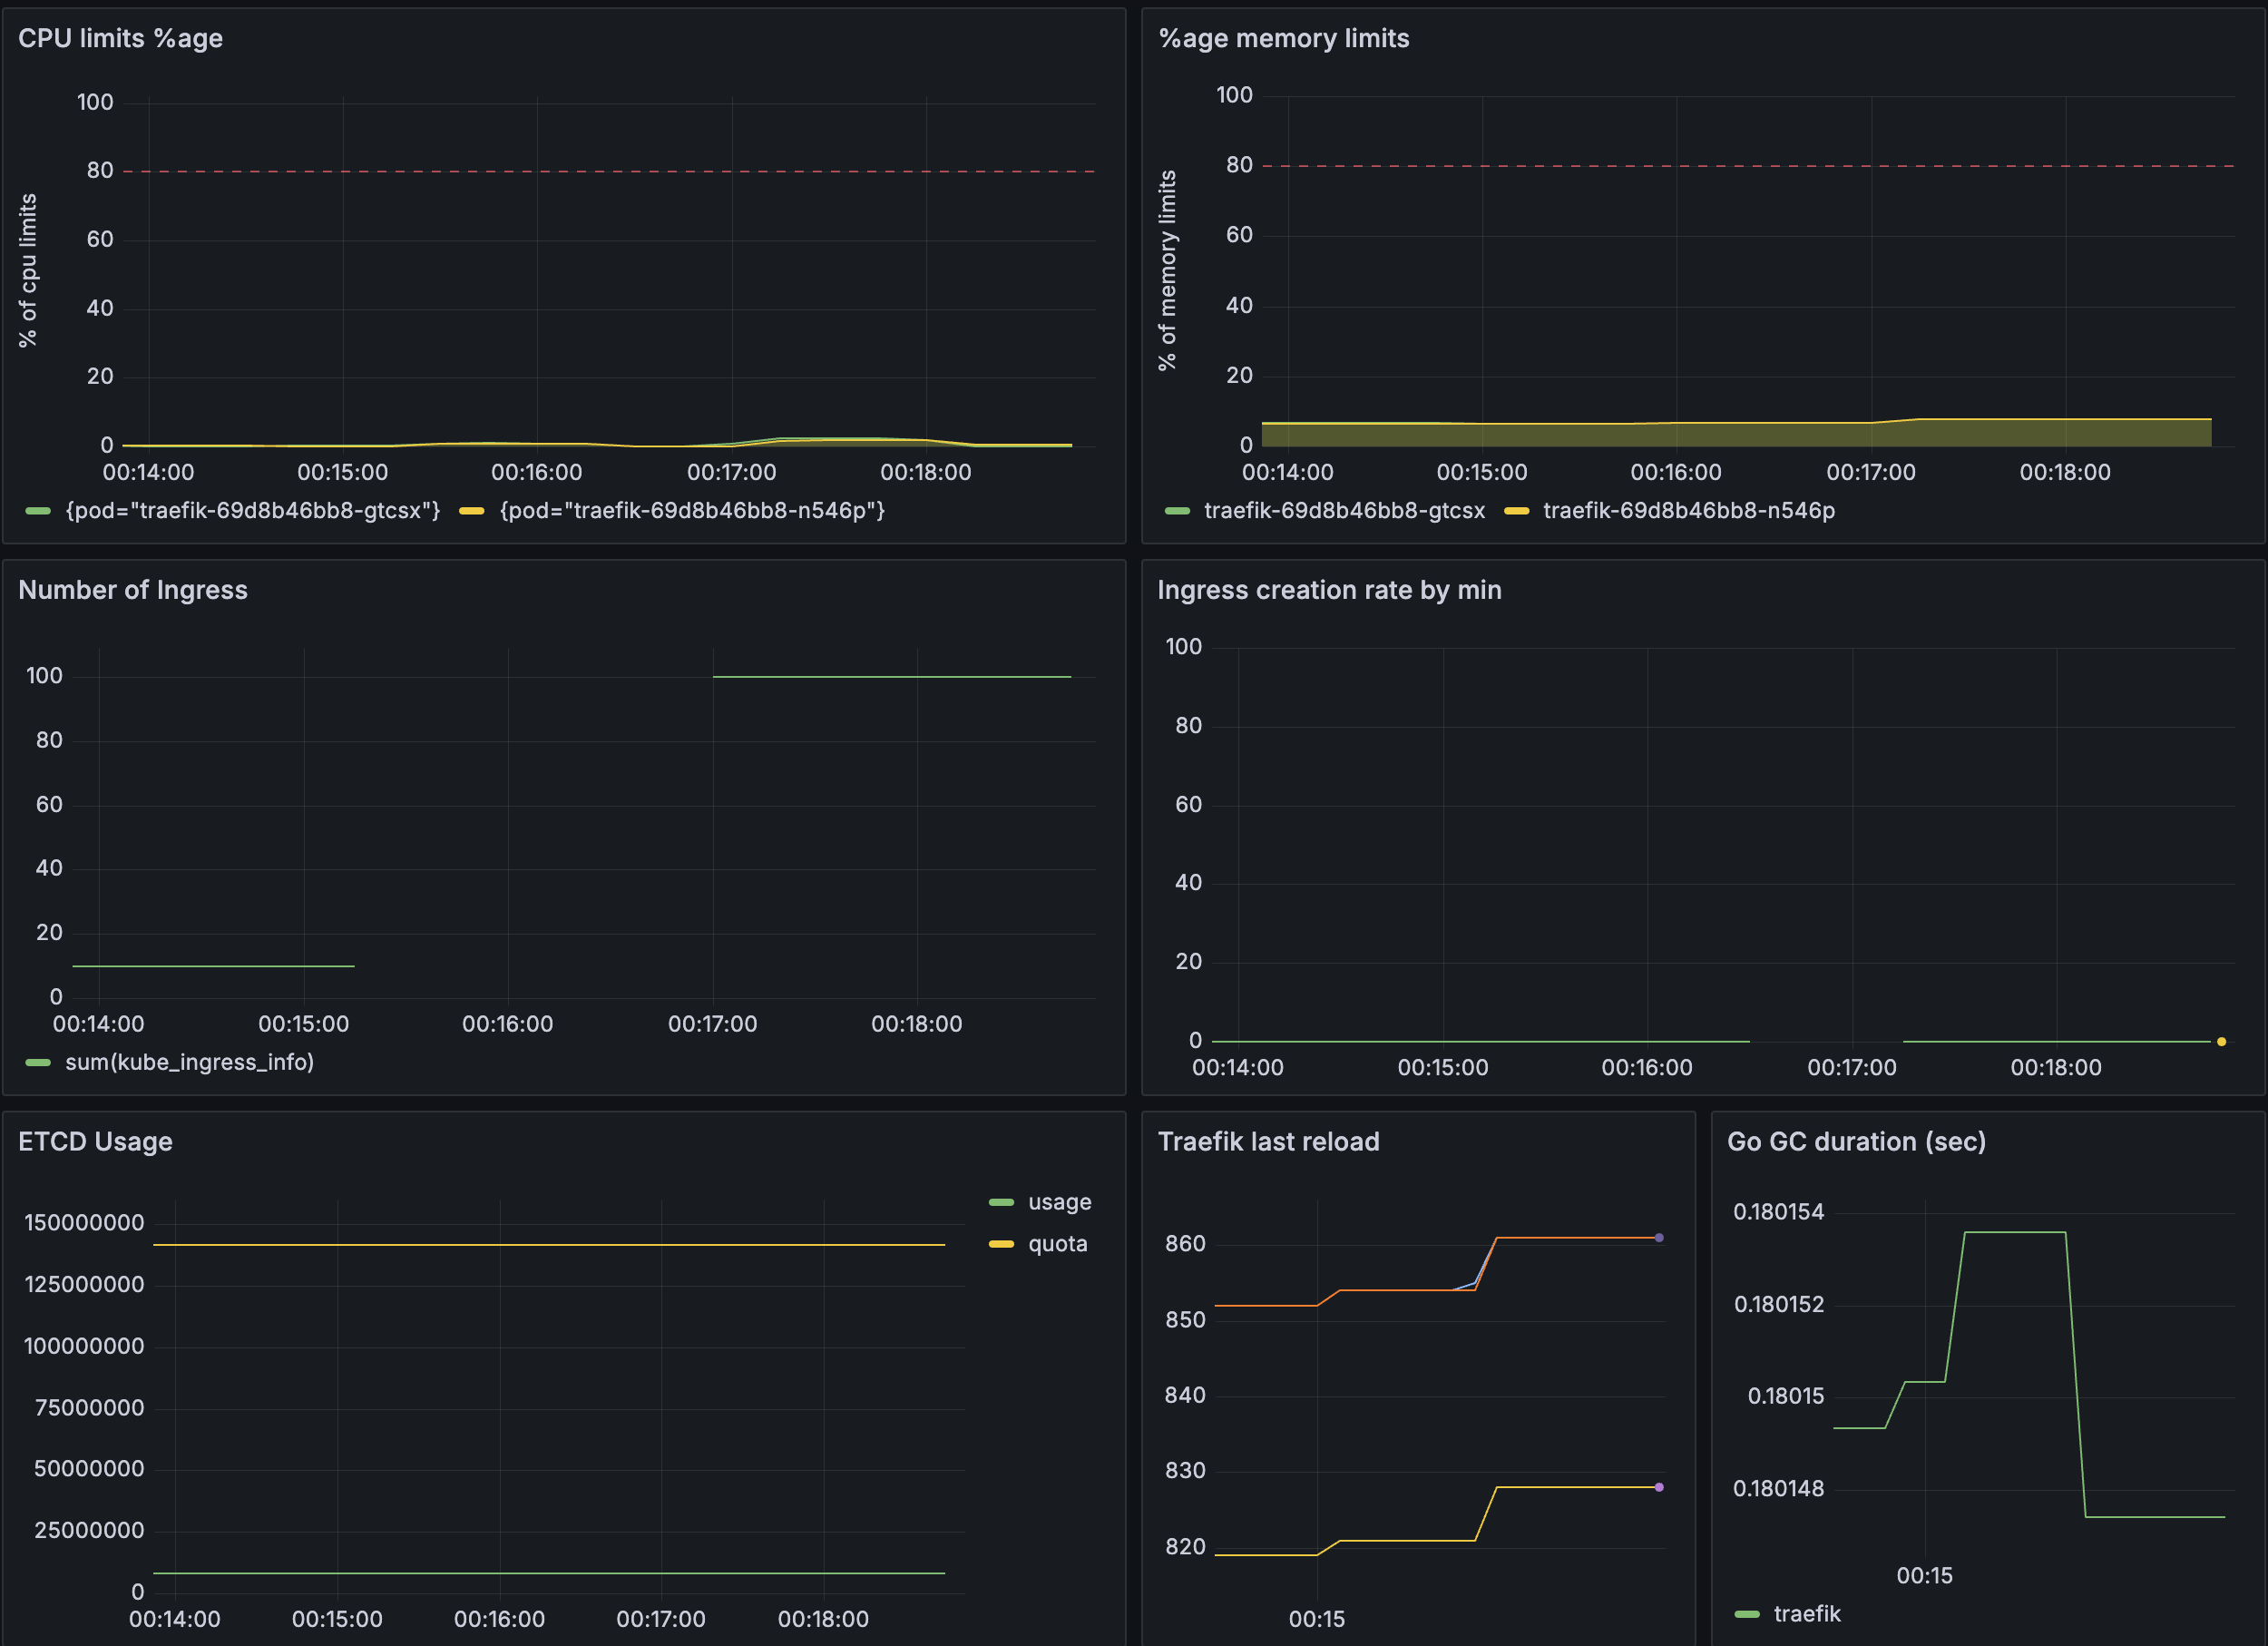 CPU limits %age
% of cpu limits
100
80
60
40
20
0
00:14:00 00:15:00 00:16:00 00:17:00 00:18:00
{pod="traefik-69d8b46bb8-gtcsx"} {pod="traefik-69d8b46bb8-n546p"}
%age memory limits
% of memory limits
100
80
60
40
20
0
00:14:00 00:15:00 00:16:00 00:17:00 00:18:00
traefik-69d8b46bb8-gtcsx traefik-69d8b46bb8-n546p
Number of Ingress
100
80
60
40
20
0
00:14:00 00:15:00 00:16:00 00:17:00 00:18:00
sum(kube_ingress_info)
Ingress creation rate by min
100
80
60
40
20
0
00:14:00 00:15:00 00:16:00 00:17:00 00:18:00
ETCD Usage
150000000
125000000
100000000
75000000
50000000
25000000
0
00:14:00 00:15:00 00:16:00 00:17:00 00:18:00
usage
quota
Traefik last reload
860
850
840
830
820
00:15
Go GC duration (sec)
0.180154
0.180152
0.18015
0.180148
00:15
traefik